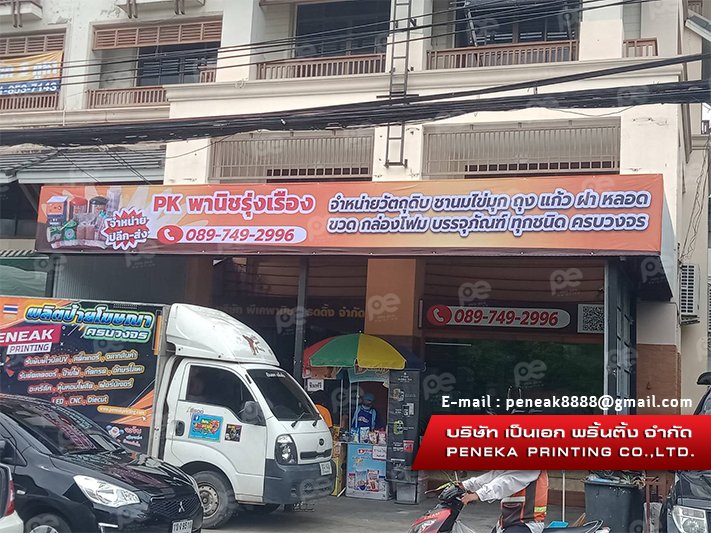 853-7143
PK พานิชรุ่งเรือง
จำหน่าย
ปลีก-ส่ง
089-749-2996
จำหน่ายวัตถุดิบ ชานมไข่มุก ถุง แก้ว ฝา หลอด
ขวด กล่องโฟม บรรจุภัณฑ์ ทุกชนิด ครบวงจร
089-749-2996
ผลิตป้ายโฆษณา
ครบวงจร
PENEAK
PRINTING
LED , CNC , Diecut
E-mail : peneak8888@gmail.com
บริษัท เป็นเอก พริ้นติ้ง จำกัด
PENEKA PRINTING CO.,LTD.
pe